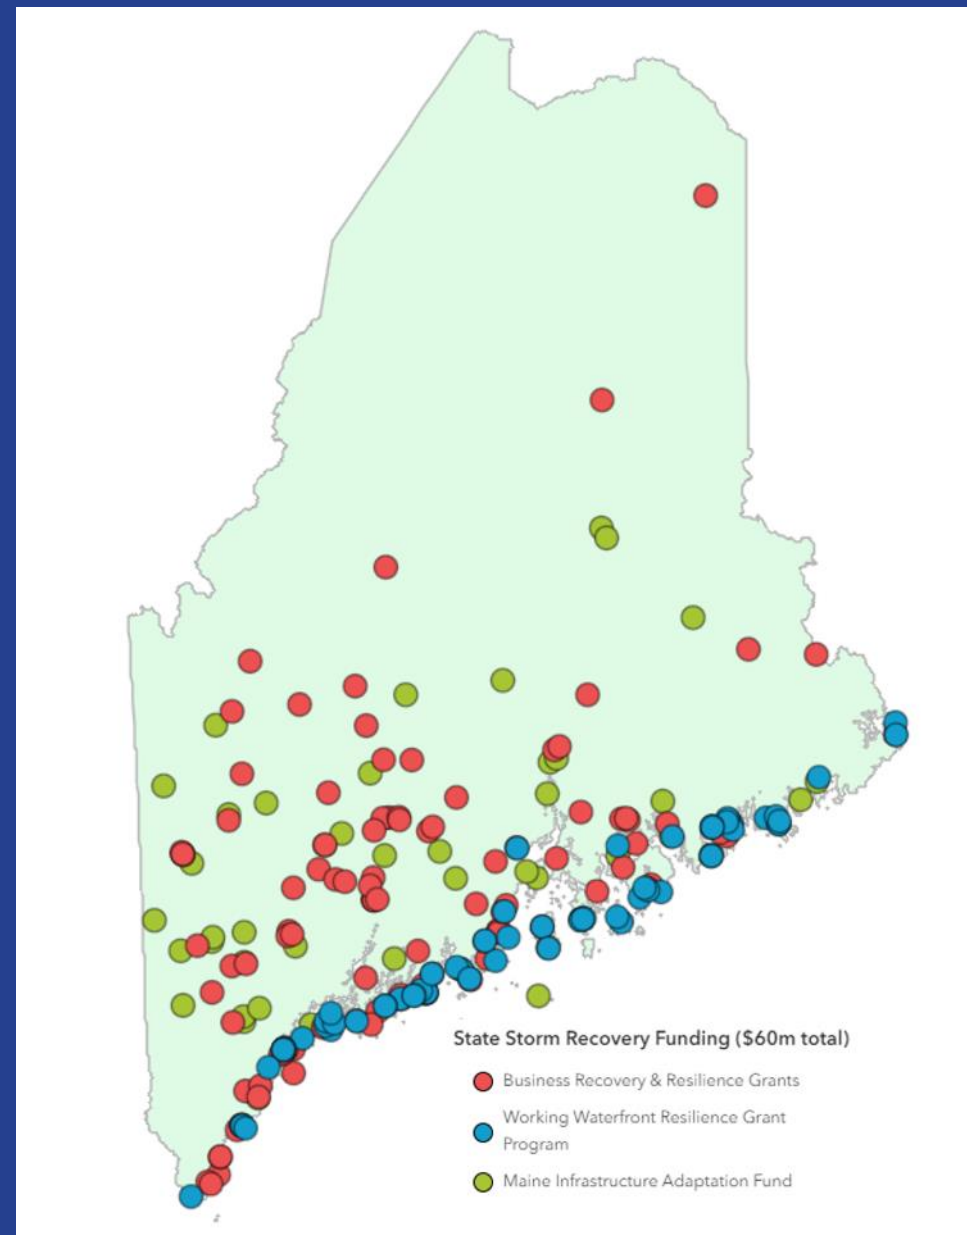 State Storm Recovery Funding ($60m total)
Business Recovery & Resilience Grants
Working Waterfront Resilience Grant
Program
Maine Infrastructure Adaptation Fund